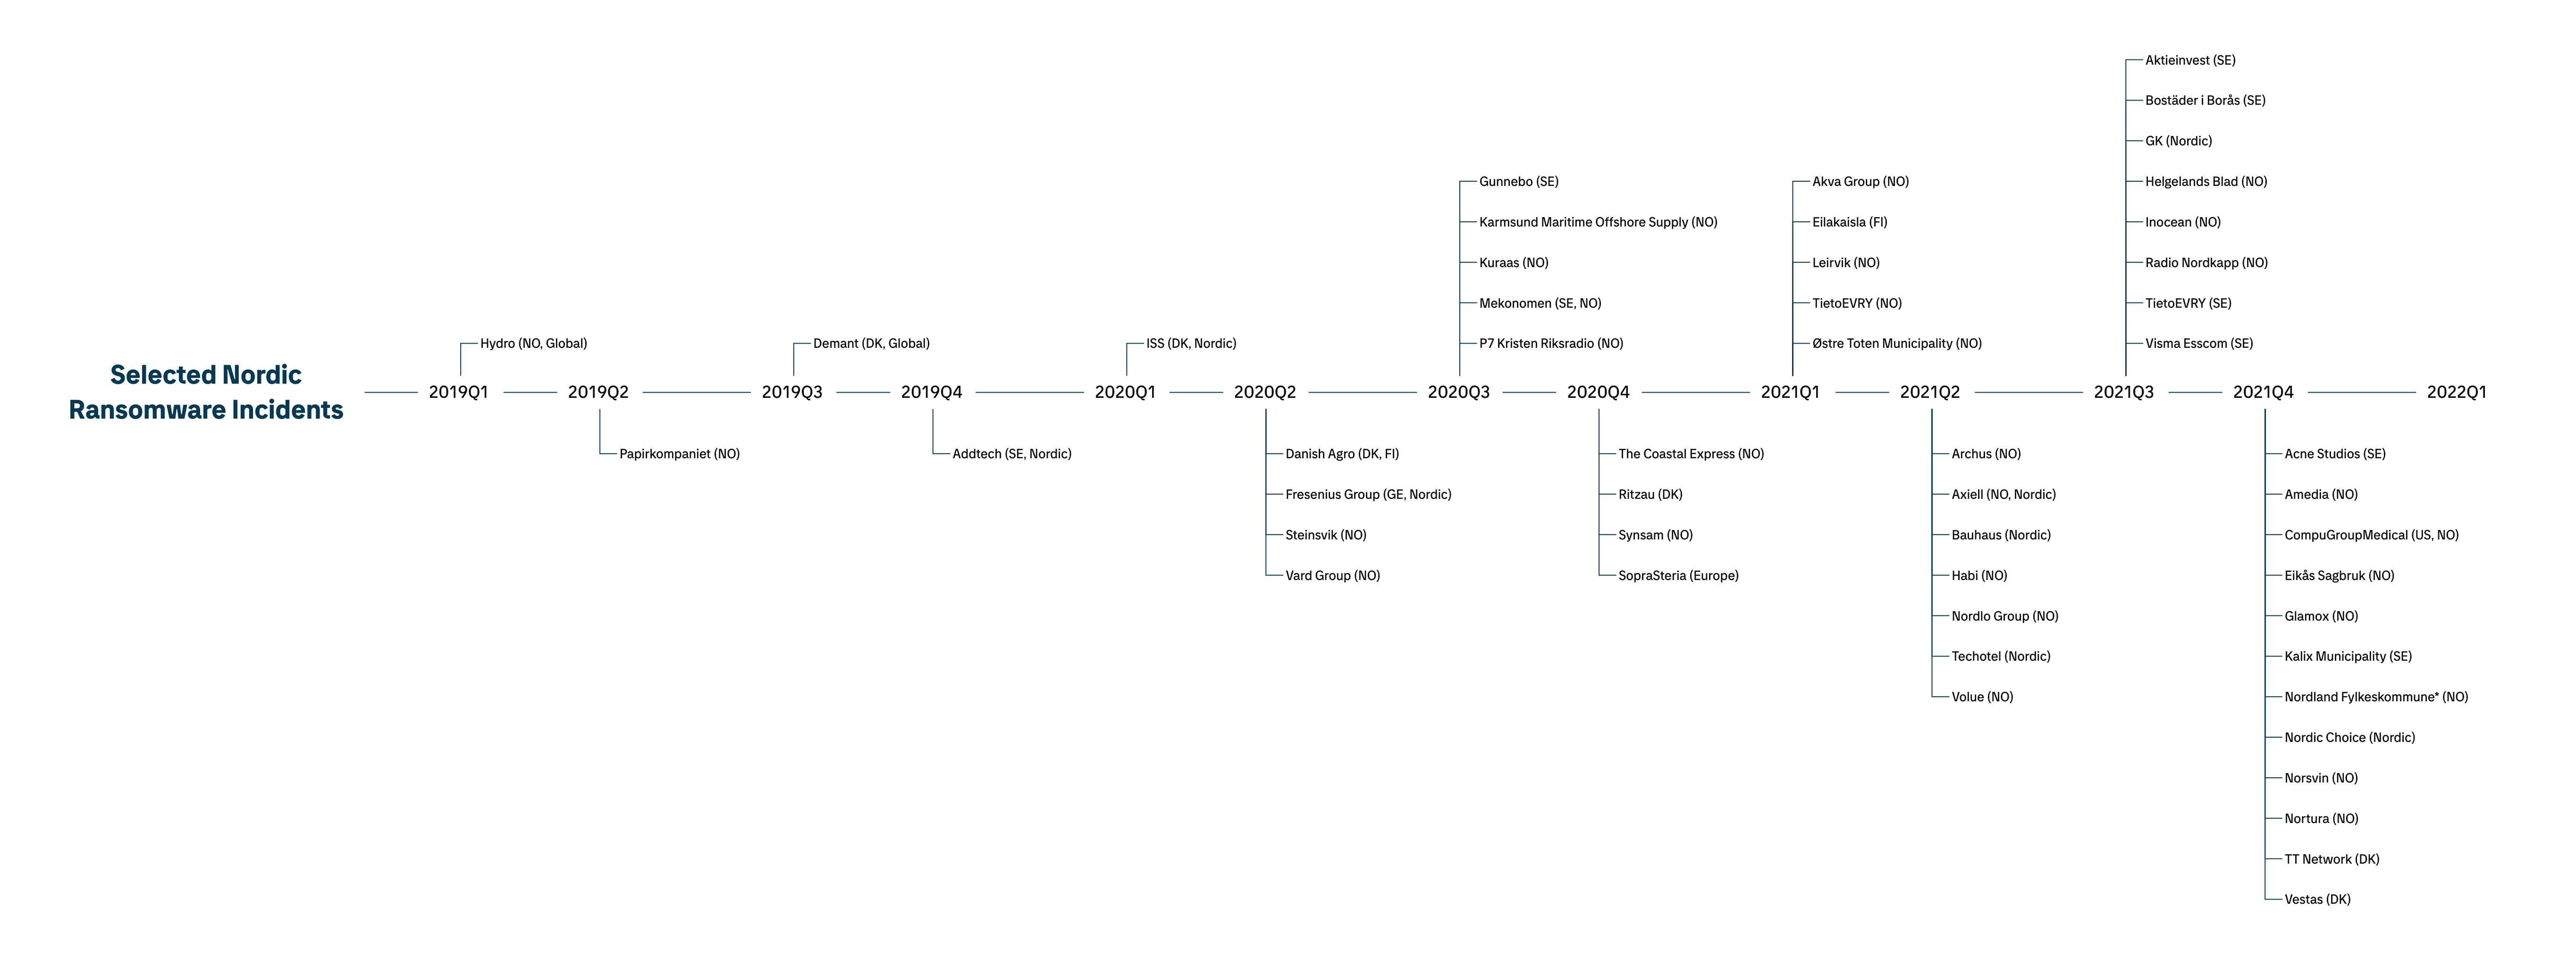 Selected Nordic
Ransomware Incidents
2019Q1
Hydro (NO, Global)
2019Q2
Papirkompaniet (NO)
2019Q3
Demant (DK, Global)
2019Q4
Addtech (SE, Nordic)
2020Q1
ISS (DK, Nordic)
2020Q2
Danish Agro (DK, FI)
Fresenius Group (GE, Nordic)
Steinsvik (NO)
Vard Group (NO)
2020Q3
Gunnebo (SE)
Karmsund Maritime Offshore Supply (NO)
Kuraas (NO)
Mekonomen (SE, NO)
P7 Kristen Riksradio (NO)
2020Q4
The Coastal Express (NO)
Ritzau (DK)
Synsam (NO)
SopraSteria (Europe)
2021Q1
Akva Group (NO)
Eilakaisla (FI)
Leirvik (NO)
TietoEVRY (NO)
Østre Toten Municipality (NO)
2021Q2
Archus (NO)
Axiell (NO, Nordic)
Bauhaus (Nordic)
Habi (NO)
Nordlo Group (NO)
Techotel (Nordic)
Volue (NO)
2021Q3
Aktieinvest (SE)
Bostäder i Borås (SE)
GK (Nordic)
Helgelands Blad (NO)
Inocean (NO)
Radio Nordkapp (NO)
TietoEVRY (SE)
Visma Esscom (SE)
2021Q4
Acne Studios (SE)
Amedia (NO)
CompuGroupMedical (US, NO)
Eikås Sagbruk (NO)
Glamox (NO)
Kalix Municipality (SE)
Nordland Fylkeskommune* (NO)
Nordic Choice (Nordic)
Norsvin (NO)
Nortura (NO)
TT Network (DK)
Vestas (DK)
2022Q1